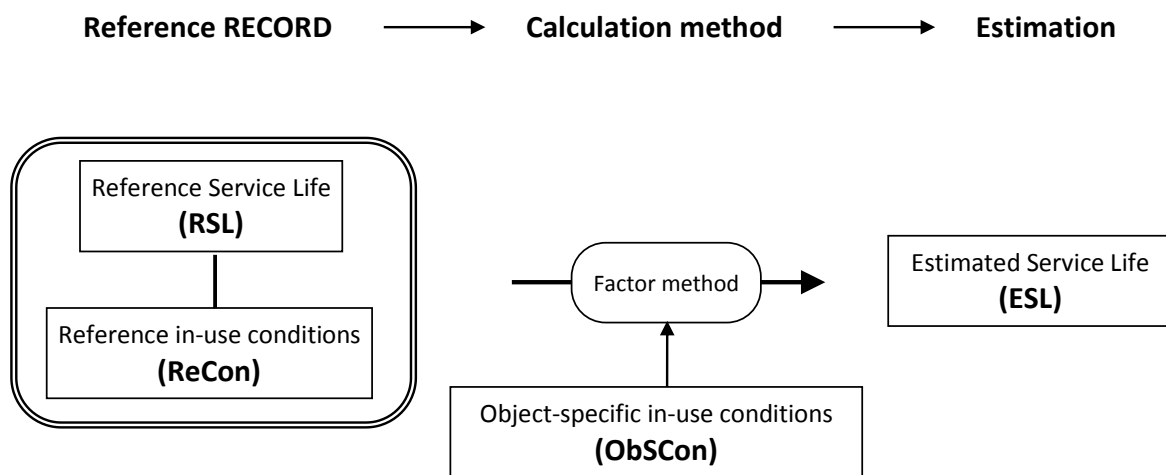 Reference RECORD
Calculation method
Estimation
Reference Service Life
(RSL)
Reference in-use conditions
(ReCon)
Factor method
Object-specific in-use conditions
(ObSCon)
Estimated Service Life
(ESL)